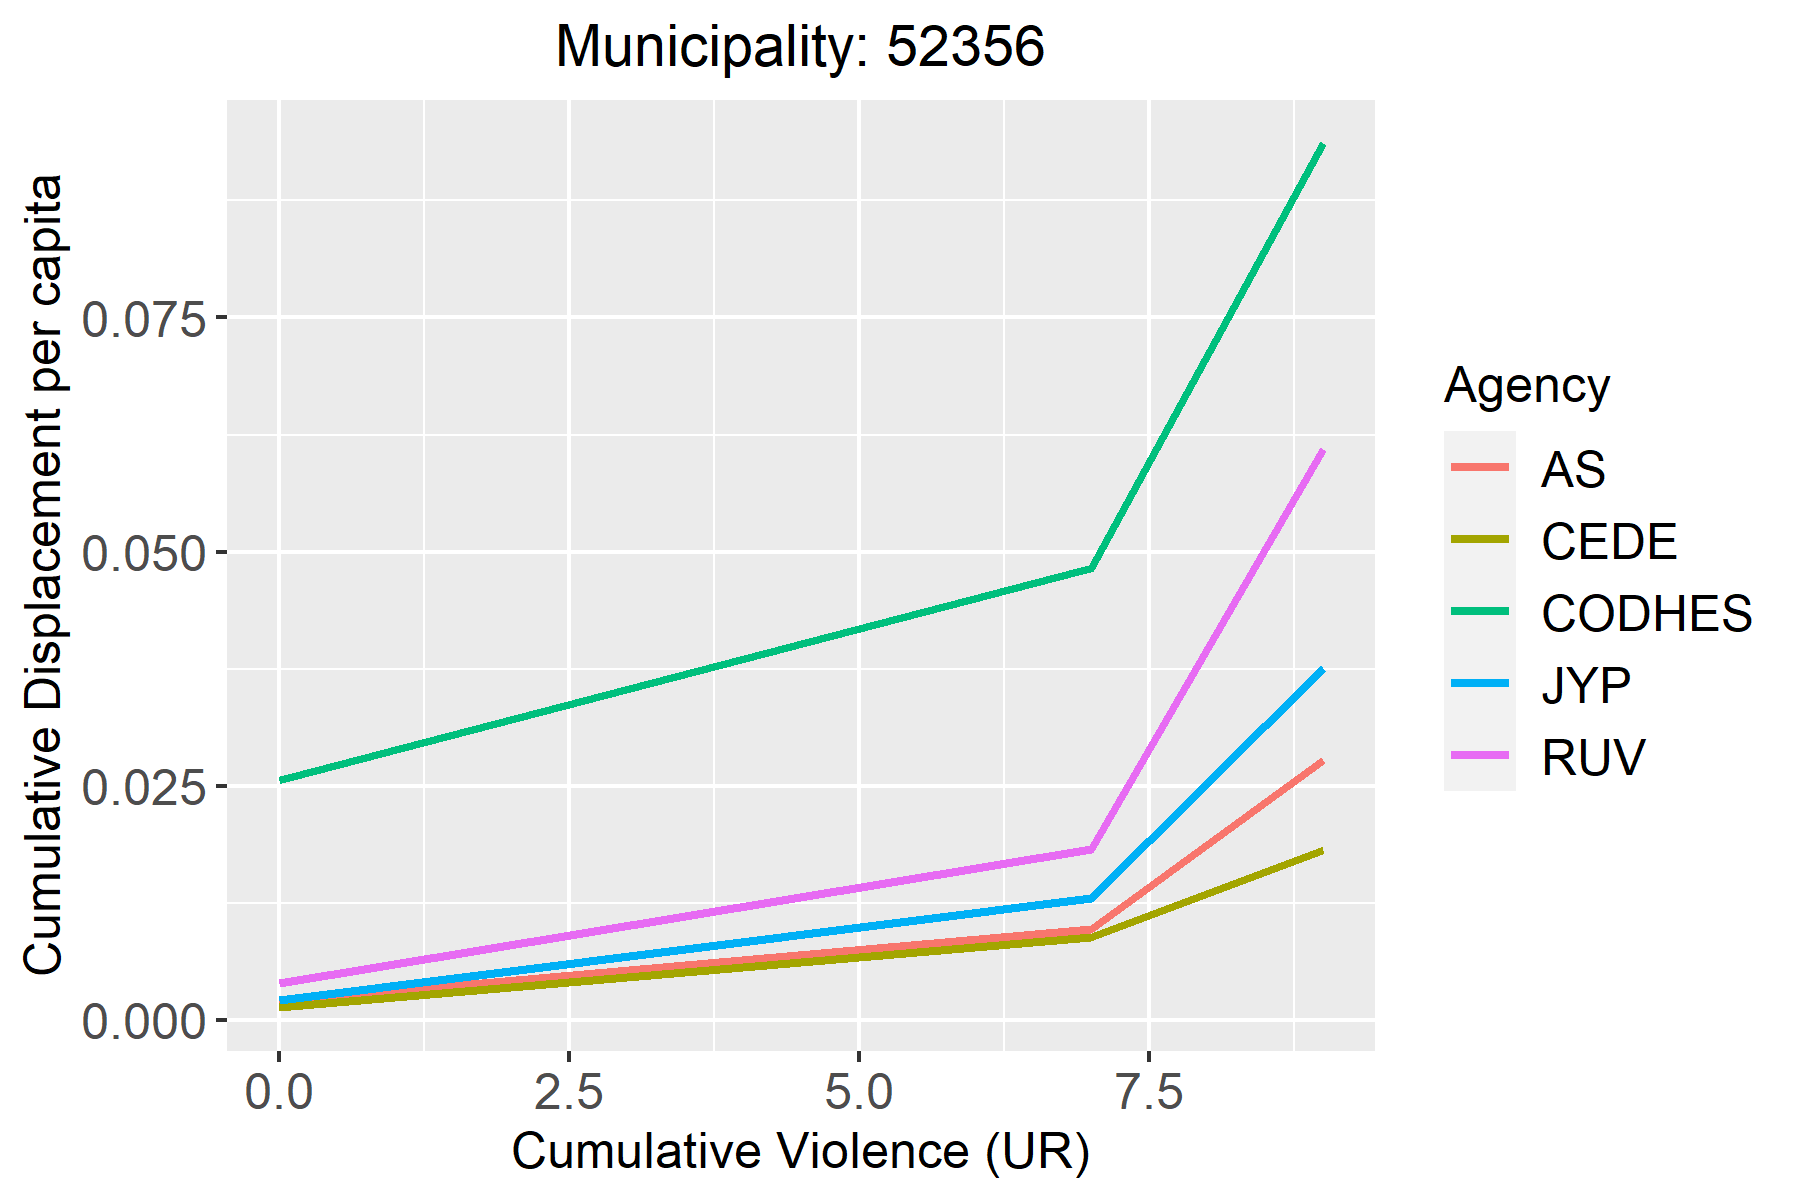 Municipality: 52356
Cumulative Displacement per capita
0.075
0.050
0.025
0.000
0.0 2.5 5.0 7.5
Cumulative Violence (UR)
Agency
AS
CEDE
CODHES
JYP
RUV